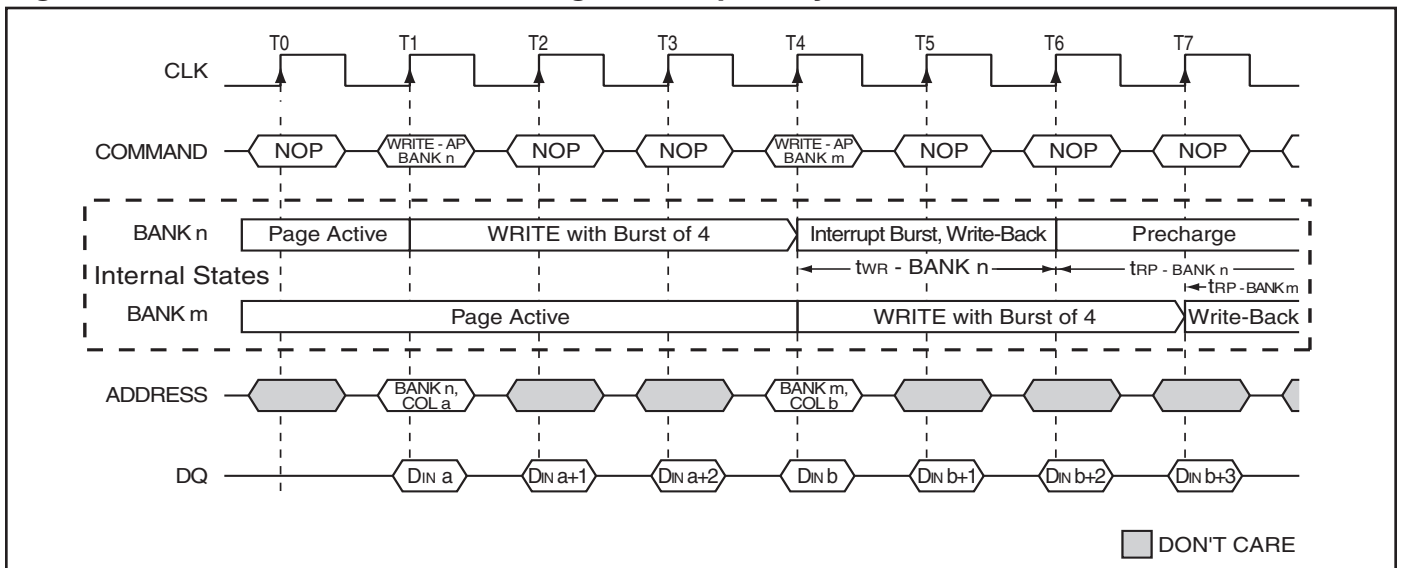 T0 T1 T2 T3 T4 T5 T6 T7
CLK
COMMAND NOP WRITE - AP BANK n NOP NOP WRITE - AP BANK m NOP NOP NOP
BANK n Page Active WRITE with Burst of 4 Interrupt Burst, Write-Back Precharge
tWR - BANK n tRP - BANK n
Internal States
tRP - BANK m
BANK m Page Active WRITE with Burst of 4 Write-Back
ADDRESS BANK n, COL a BANK m, COL b
DQ DIN a DIN a+1 DIN a+2 DIN b DIN b+1 DIN b+2 DIN b+3
DON'T CARE